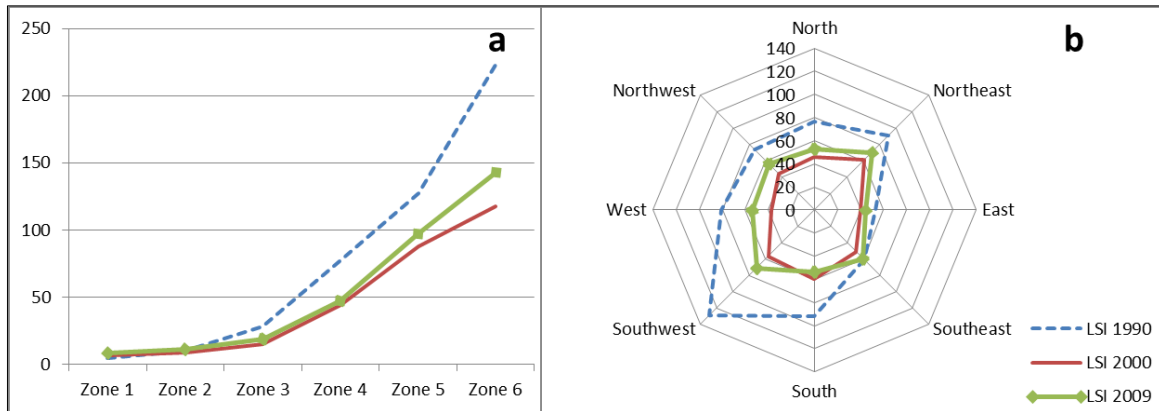 a
250
200
150
100
50
0
Zone 1 Zone 2 Zone 3 Zone 4 Zone 5 Zone 6
b
North
Northeast
East
Southeast
South
Southwest
West
Northwest
140
120
100
80
60
40
20
0
LSI 1990
LSI 2000
LSI 2009